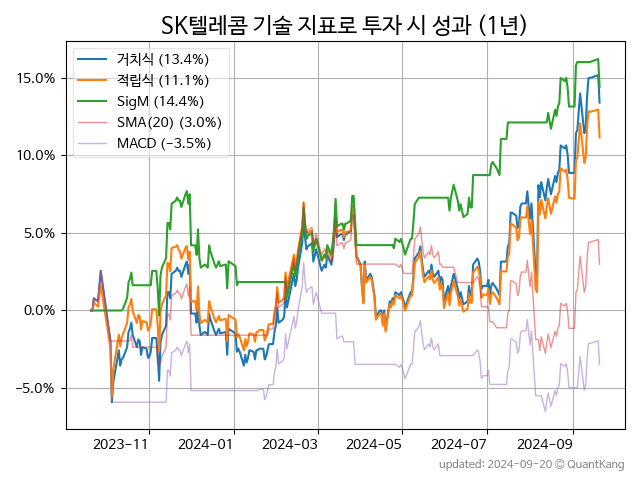 SK텔레콤 기술 지표로 투자 시 성과 (1년)
거치식 (13.4%)
적립식 (11.1%)
SigM (14.4%)
SMA(20) (3.0%)
MACD (−3.5%)
15.0%
10.0%
5.0%
0.0%
−5.0%
2023-11 2024-01 2024-03 2024-05 2024-07 2024-09
updated: 2024-09-20 © QuantKang